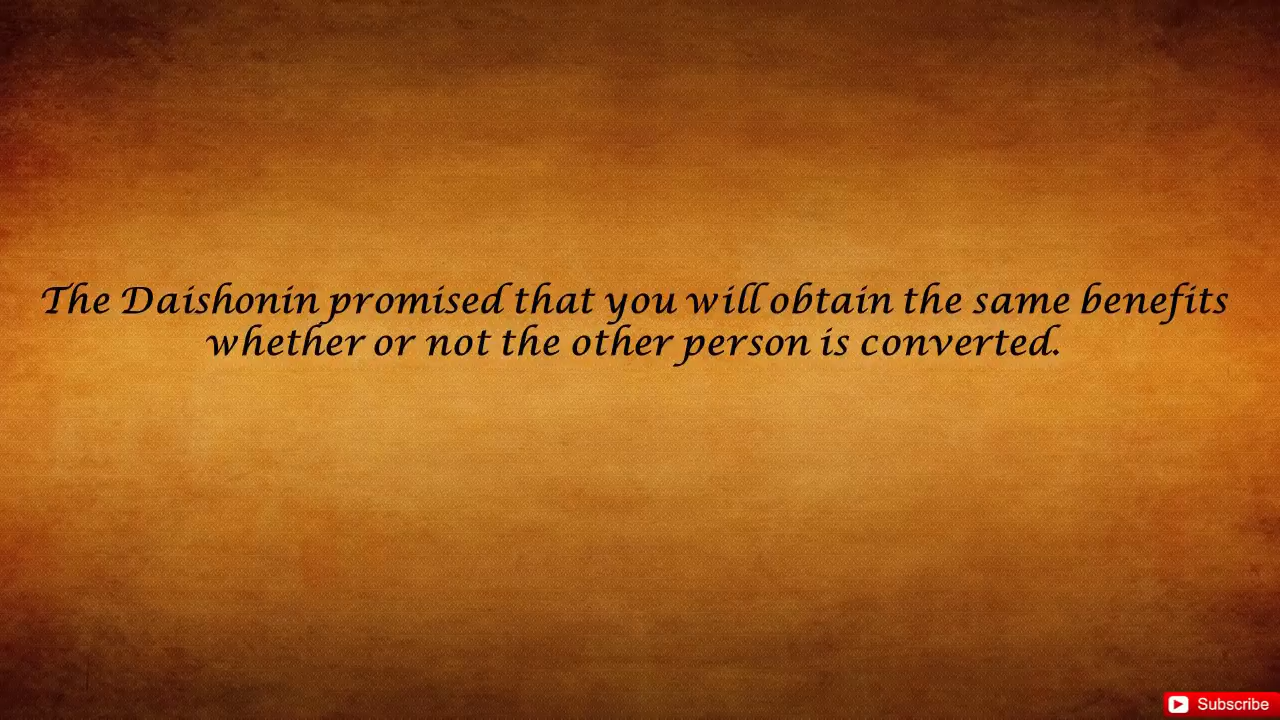 The Daishonin promised that you will obtain the same benefits
whether or not the other person is converted.
Subscribe